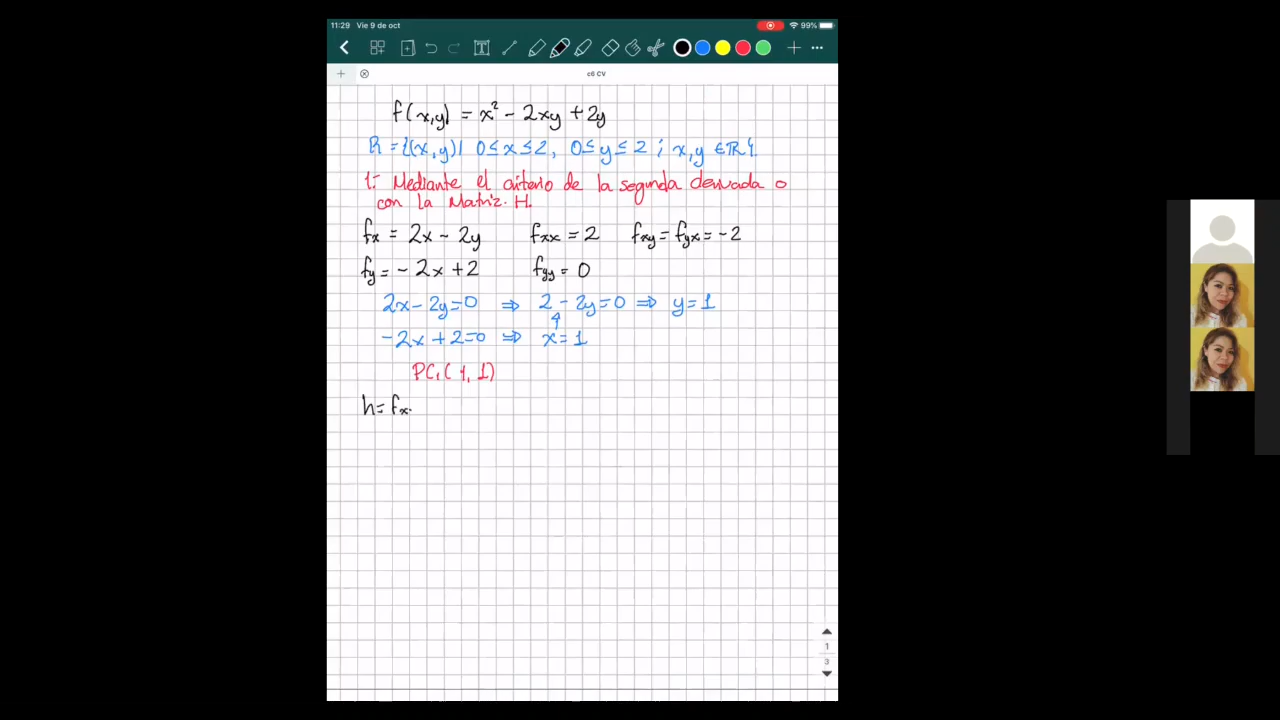 11:29 Vie 9 de oct 99%
c6 CV
f(x,y) = x² - 2xy + 2y
R = {(x,y)| 0≤x≤2, 0≤y≤2 ; x,y ∈ℝ}.
1.- Mediante el criterio de la segunda derivada o
con la Matriz. H.
fx = 2x - 2y fxx = 2 fxy = fyx = -2
fy = -2x + 2 fyy = 0
2x - 2y = 0 ⇒ 2 - 2y = 0 ⇒ y = 1
-2x + 2 = 0 ⇒ x = 1
PC1(1, 1)
h = fx
1
3